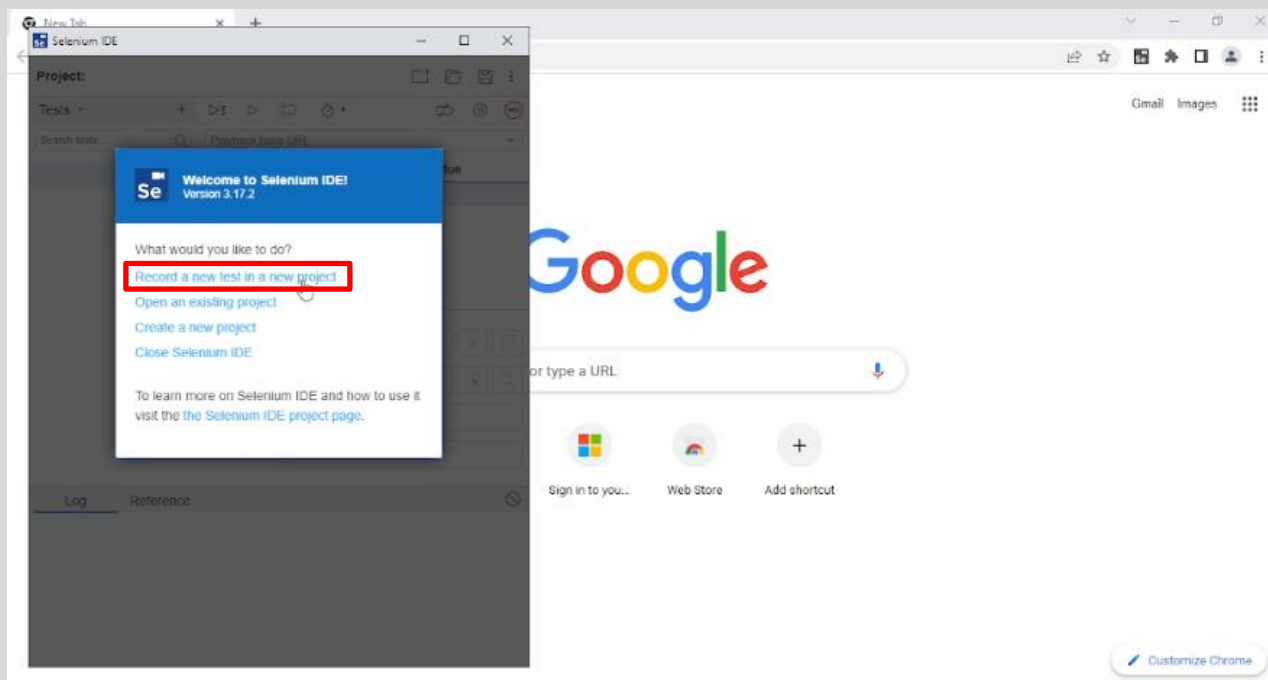 New Tab
Selenium IDE
Project:
Tests
Search tests...
Playback base URL
Gmail Images
Se
Welcome to Selenium IDE!
Version 3.17.2
What would you like to do?
Record a new test in a new project
Open an existing project
Create a new project
Close Selenium IDE
To learn more on Selenium IDE and how to use it
visit the the Selenium IDE project page.
Google
or type a URL
Sign in to you...
Web Store
Add shortcut
Log
Reference
Customize Chrome